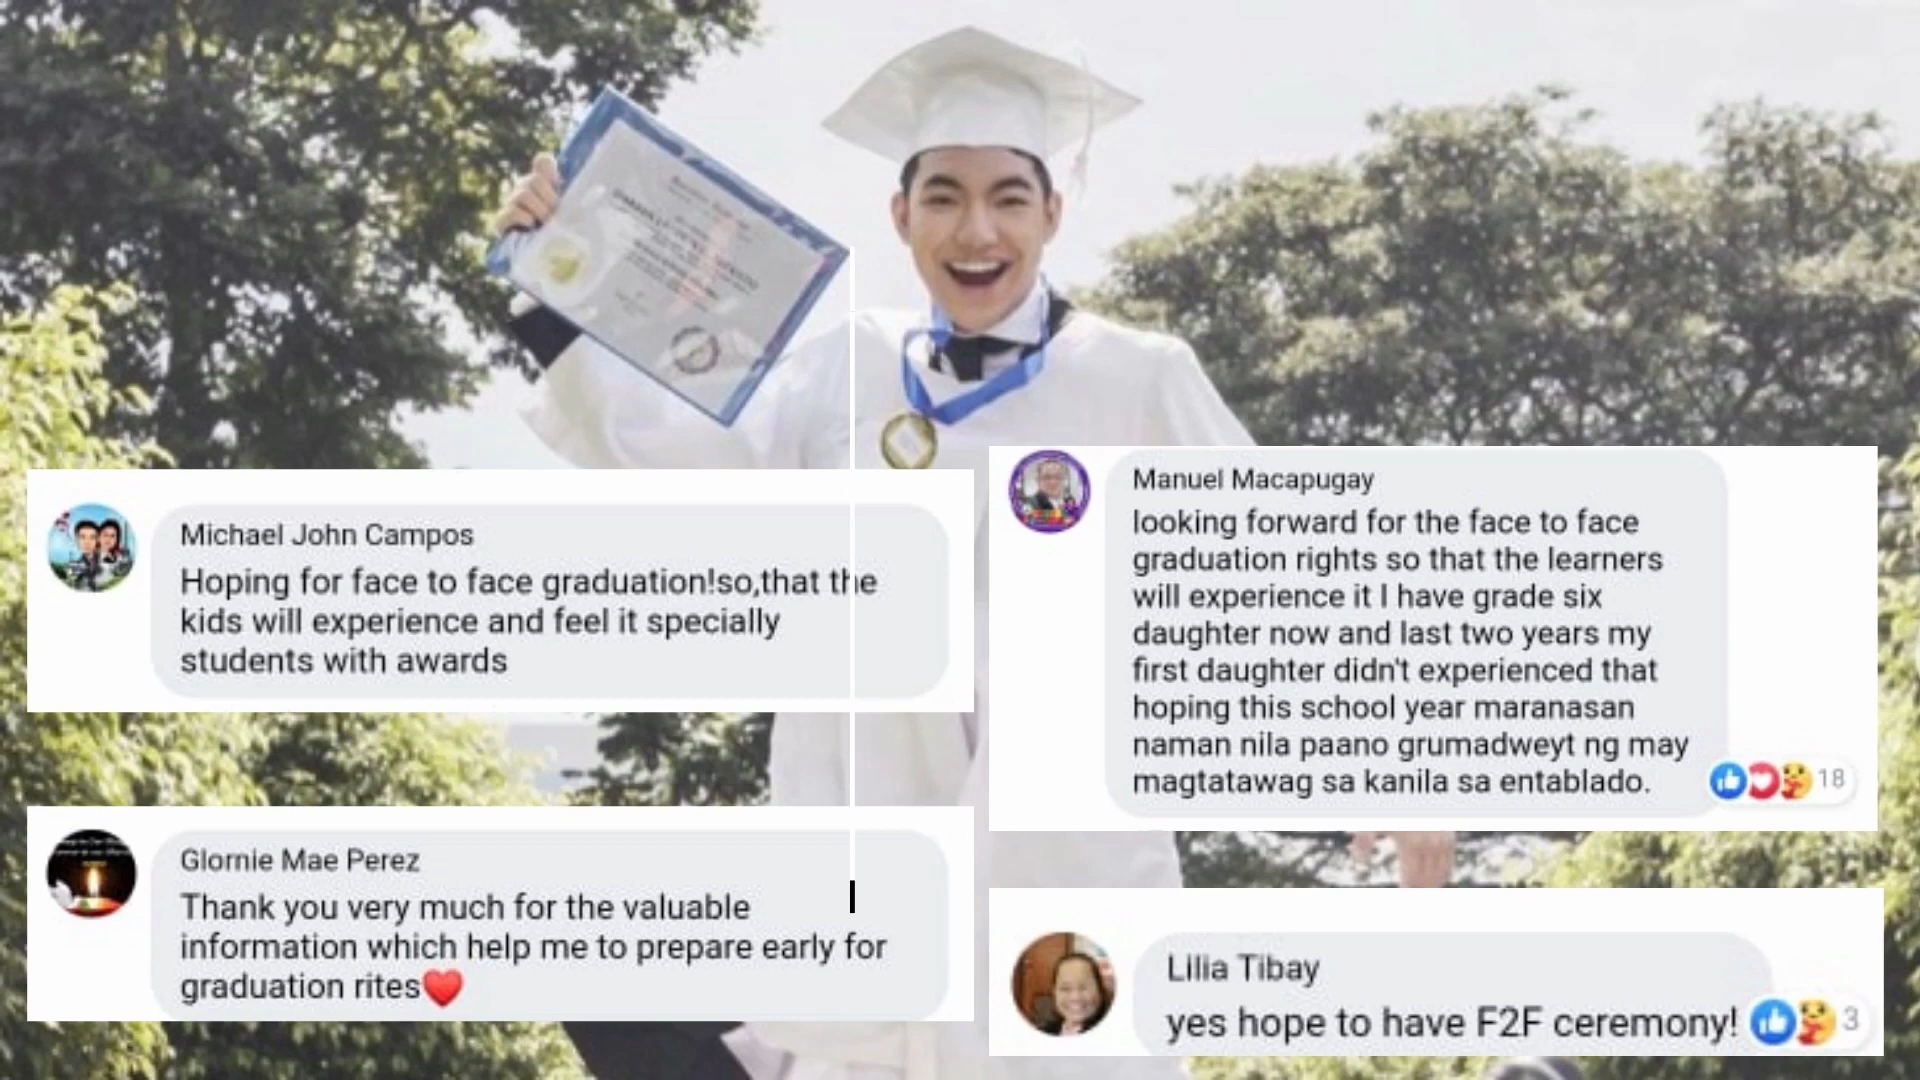 Michael John Campos
Hoping for face to face graduation!so,that the
kids will experience and feel it specially
students with awards
Glornie Mae Perez
Thank you very much for the valuable
information which help me to prepare early for
graduation rites❤️
Manuel Macapugay
looking forward for the face to face
graduation rights so that the learners
will experience it I have grade six
daughter now and last two years my
first daughter didn't experienced that
hoping this school year maranasan
naman nila paano grumadweyt ng may
magtatawag sa kanila sa entablado.
18
Lilia Tibay
yes hope to have F2F ceremony!
3